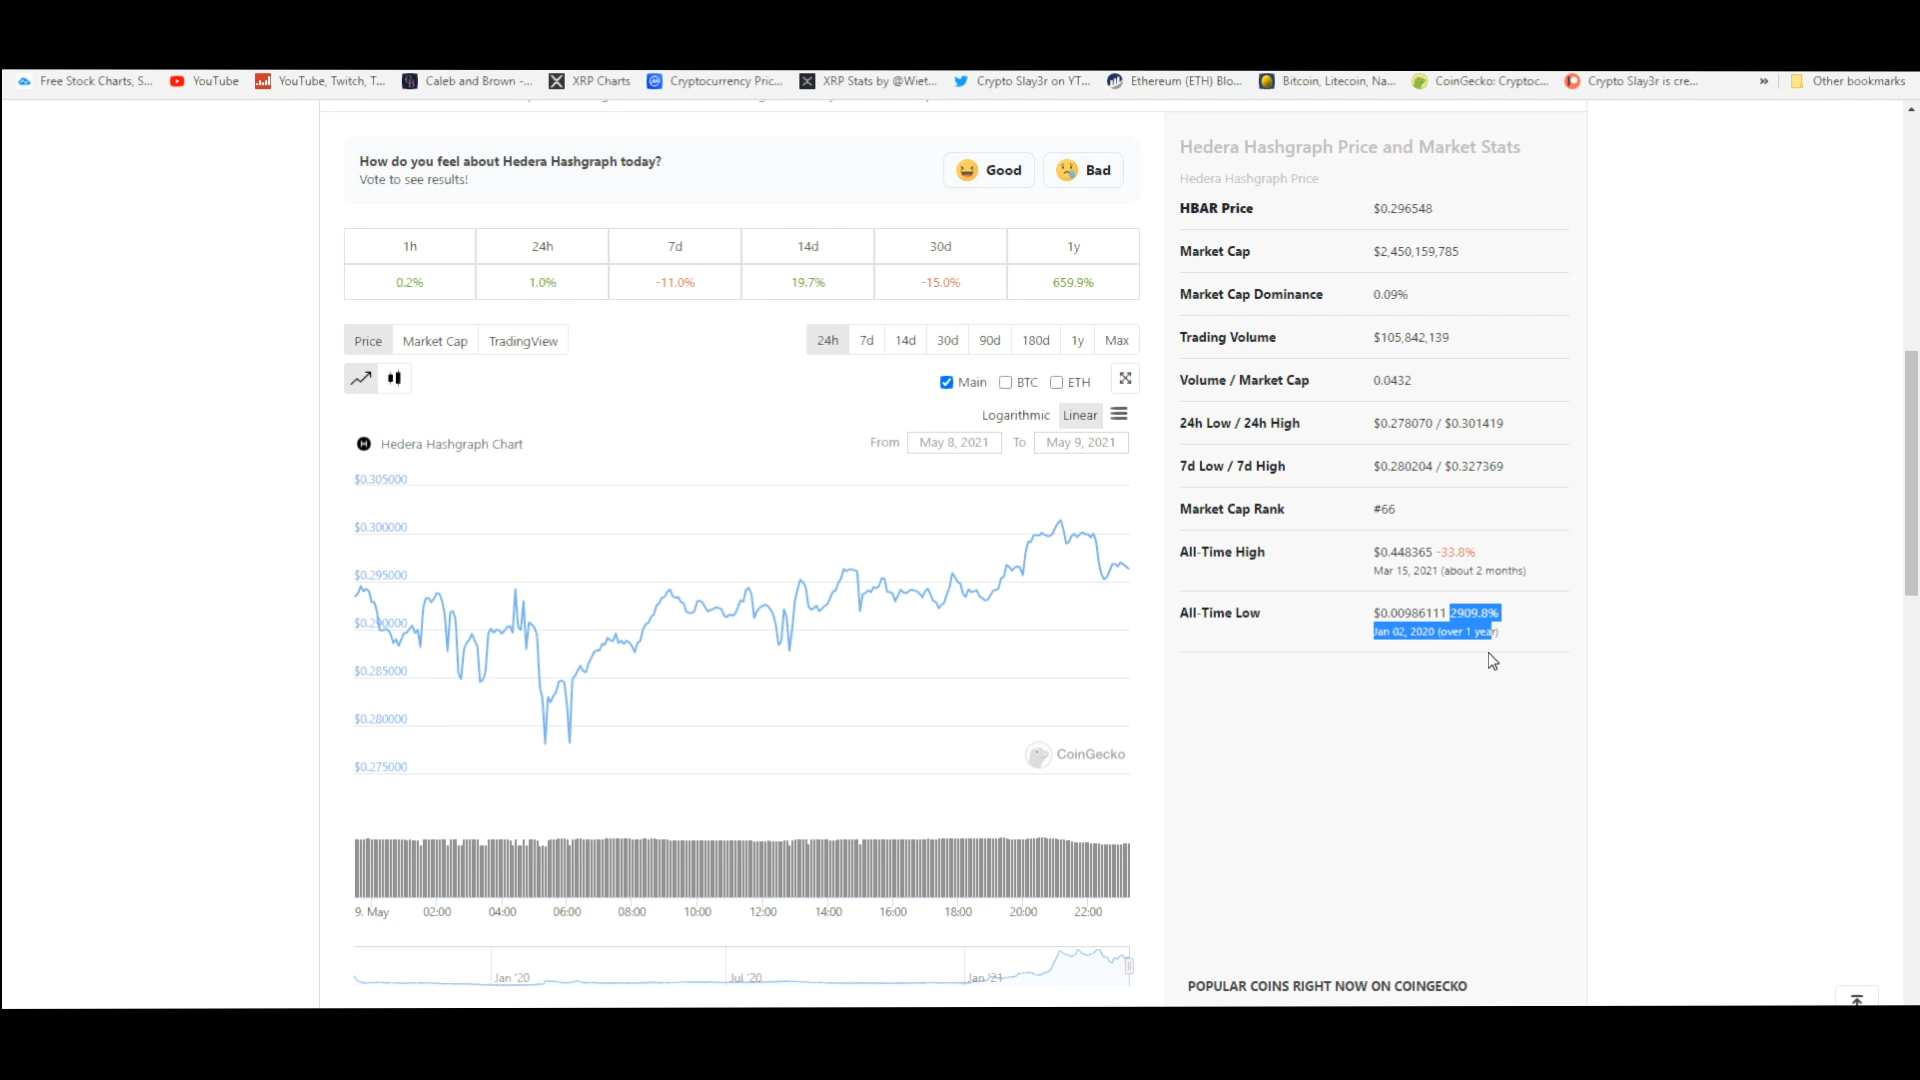 Free Stock Charts, S...
YouTube
YouTube, Twitch, T...
Caleb and Brown -...
XRP Charts
Cryptocurrency Pric...
XRP Stats by @Wiet...
Crypto Slay3r on YT...
Ethereum (ETH) Blo...
Bitcoin, Litecoin, Na...
CoinGecko: Cryptoc...
Crypto Slay3r is cre...
»
Other bookmarks
How do you feel about Hedera Hashgraph today?
Vote to see results!
Good
Bad
1h 24h 7d 14d 30d 1y
0.2% 1.0% -11.0% 19.7% -15.0% 659.9%
Price Market Cap TradingView
24h 7d 14d 30d 90d 180d 1y Max
Main BTC ETH
Logarithmic Linear
Hedera Hashgraph Chart
From May 8, 2021 To May 9, 2021
$0.305000
$0.300000
$0.295000
$0.290000
$0.285000
$0.280000
$0.275000
CoinGecko
9. May 02:00 04:00 06:00 08:00 10:00 12:00 14:00 16:00 18:00 20:00 22:00
Jan '20 Jul '20 Jan '21
Hedera Hashgraph Price and Market Stats
Hedera Hashgraph Price
HBAR Price $0.296548
Market Cap $2,450,159,785
Market Cap Dominance 0.09%
Trading Volume $105,842,139
Volume / Market Cap 0.0432
24h Low / 24h High $0.278070 / $0.301419
7d Low / 7d High $0.280204 / $0.327369
Market Cap Rank #66
All-Time High $0.448365 -33.8%
Mar 15, 2021 (about 2 months)
All-Time Low $0.00986111 2909.8%
Jan 02, 2020 (over 1 year)
POPULAR COINS RIGHT NOW ON COINGECKO